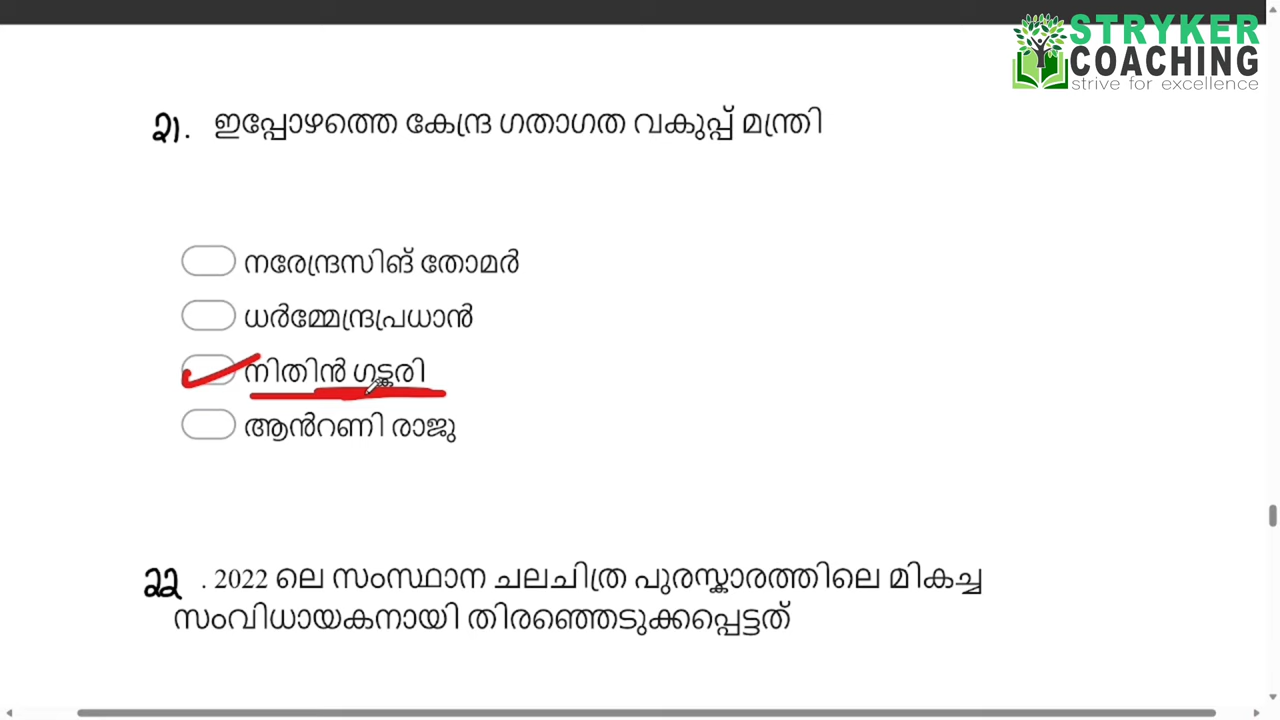 STRYKER
COACHING
strive for excellence
21. ഇപ്പോഴത്തെ കേന്ദ്ര ഗതാഗത വകുപ്പ് മന്ത്രി
നരേന്ദ്രസിങ് തോമർ
ധർമ്മേന്ദ്രപ്രധാൻ
നിതിൻ ഗട്കരി
ആൻറണി രാജു
22 . 2022 ലെ സംസ്ഥാന ചലചിത്ര പുരസ്കാരത്തിലെ മികച്ച
സംവിധായകനായി തിരഞ്ഞെടുക്കപ്പെട്ടത്